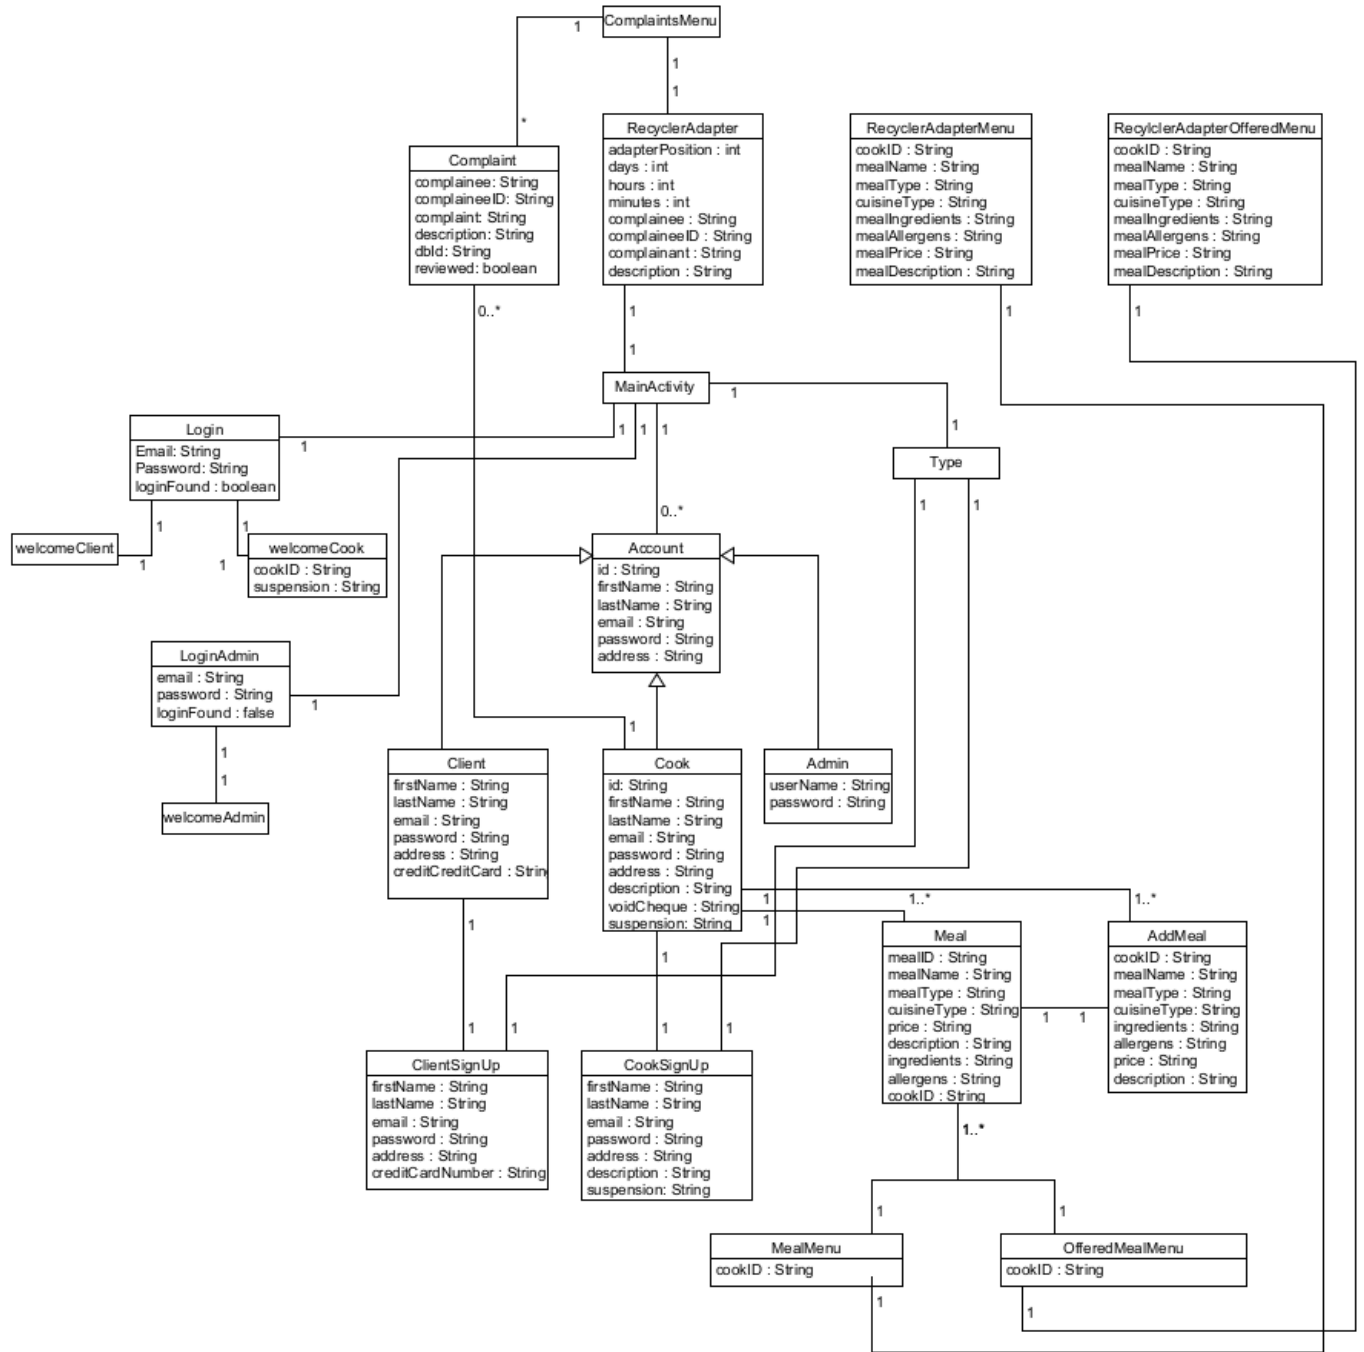 ComplaintsMenu
1
1
1
*
RecyclerAdapter
adapterPosition : int
days : int
hours : int
minutes : int
complainee : String
complaineeID : String
complainant : String
description : String
RecyclerAdapterMenu
cookID : String
mealName : String
mealType : String
cuisineType : String
mealIngredients : String
mealAllergens : String
mealPrice : String
mealDescription : String
RecylclerAdapterOfferedMenu
cookID : String
mealName : String
mealType : String
cuisineType : String
mealIngredients : String
mealAllergens : String
mealPrice : String
mealDescription : String
Complaint
complainee: String
complaineeID: String
complaint: String
description: String
dbId: String
reviewed: boolean
0..*
1
1
1
1
MainActivity
1
1
1
1
1
Login
Email: String
Password: String
loginFound : boolean
1
Type
1
1
1
1
welcomeClient
1
1
welcomeCook
cookID : String
suspension : String
0..*
Account
id : String
firstName : String
lastName : String
email : String
password : String
address : String
LoginAdmin
email : String
password : String
loginFound : false
1
1
1
welcomeAdmin
1
Client
firstName : String
lastName : String
email : String
password : String
address : String
creditCreditCard : Strin
Cook
id: String
firstName : String
lastName : String
email : String
password : String
address : String
description : String
voidCheque : String
suspension: String
Admin
userName : String
password : String
1
1
1..*
1..*
1
1
Meal
mealID : String
mealName : String
mealType : String
cuisineType : String
price : String
description : String
ingredients : String
allergens : String
cookID : String
AddMeal
cookID : String
mealName : String
mealType : String
cuisineType: String
ingredients : String
allergens : String
price : String
description : String
1
1
1
1
1
1
ClientSignUp
firstName : String
lastName : String
email : String
password : String
address : String
creditCardNumber : String
CookSignUp
firstName : String
lastName : String
email : String
password : String
address : String
description : String
suspension: String
1..*
1
1
MealMenu
cookID : String
OfferedMealMenu
cookID : String
1
1